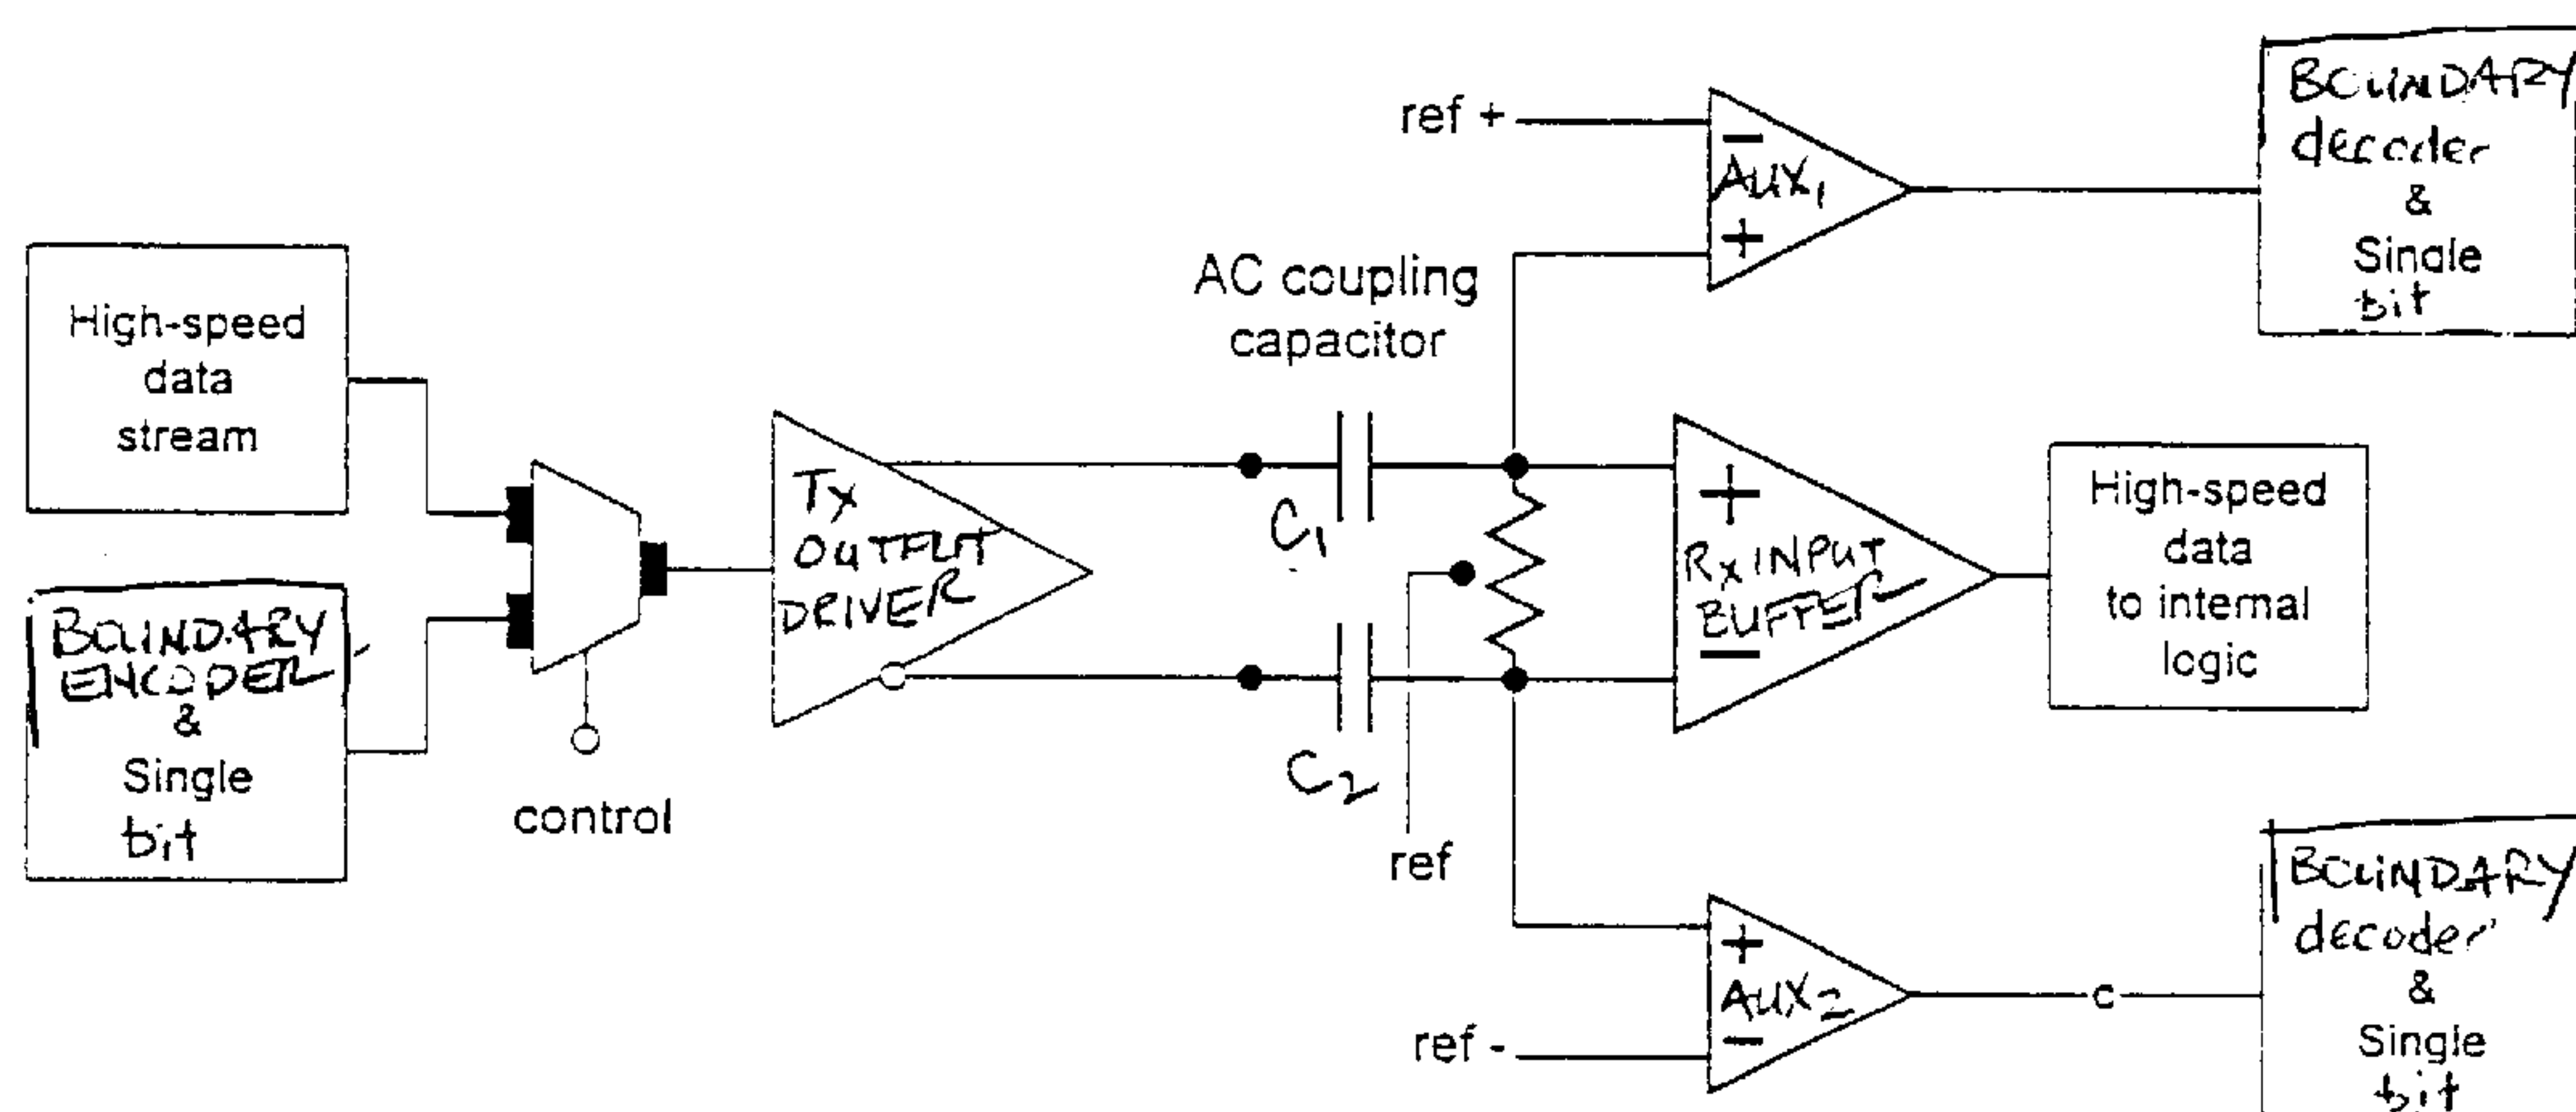 High-speed
data
stream
BOUNDARY
ENCODER
&
Single
bit
control
Tx
OUTPUT
DRIVER
AC coupling
capacitor
C1
C2
ref
ref +
−
AUX1
+
+
Rx INPUT
BUFFER
−
+
AUX2
−
ref -
c
BOUNDARY
decoder
&
Single
bit
High-speed
data
to internal
logic
BOUNDARY
decoder
&
Single
bit